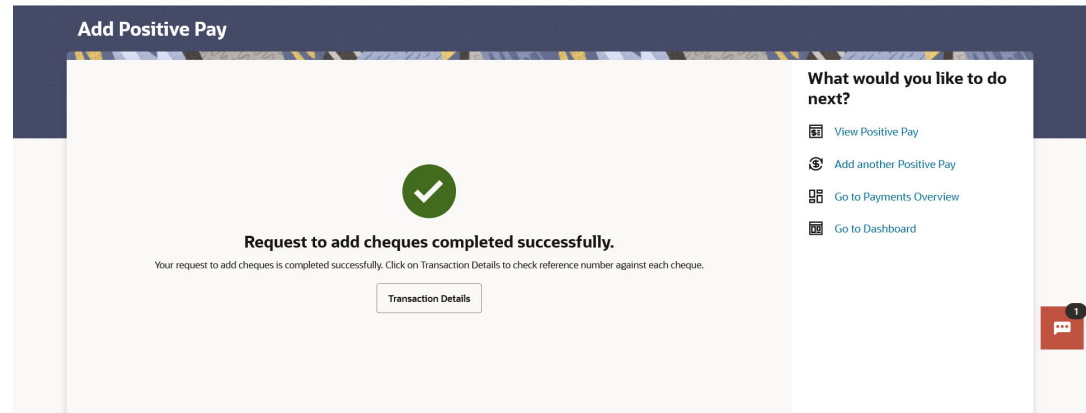 Add Positive Pay
Request to add cheques completed successfully.
Your request to add cheques is completed successfully. Click on Transaction Details to check reference number against each cheque.
Transaction Details
What would you like to do
next?
View Positive Pay
Add another Positive Pay
Go to Payments Overview
Go to Dashboard
1